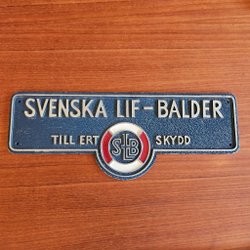 SVENSKA LIF-BALDER
TILL ERT SLB SKYDD